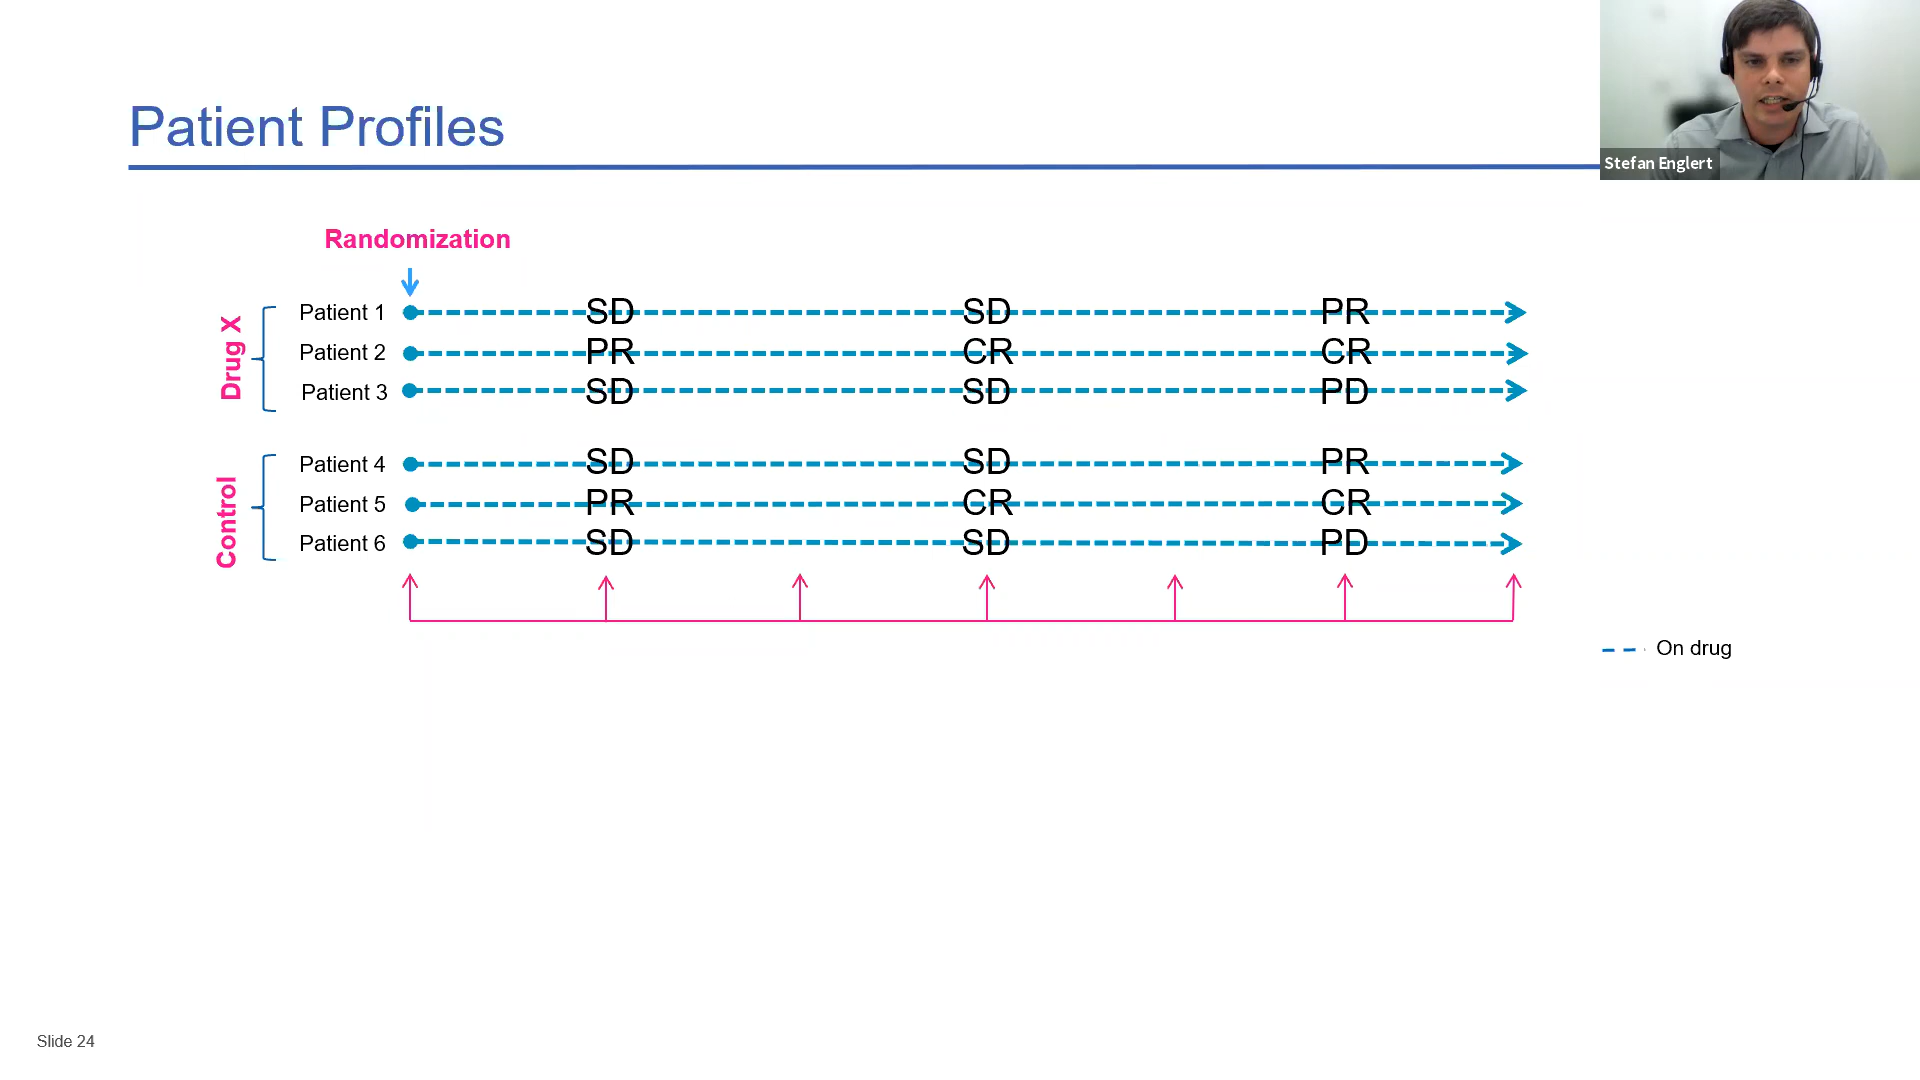 Patient Profiles
Stefan Englert
Randomization
Drug X
Patient 1 SD SD PR
Patient 2 PR CR CR
Patient 3 SD SD PD
Control
Patient 4 SD SD PR
Patient 5 PR CR CR
Patient 6 SD SD PD
On drug
Slide 24